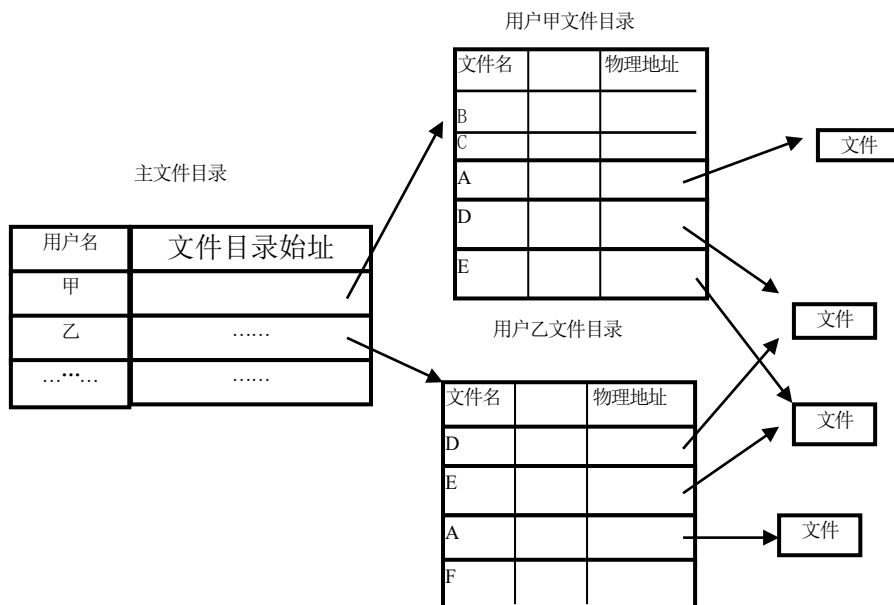 用户甲文件目录
文件名 物理地址
B
C
A
D
E
文件
主文件目录
用户名 文件目录始址
甲
乙 ……
…•••… ……
文件
用户乙文件目录
文件名 物理地址
D
E
A
F
文件
文件